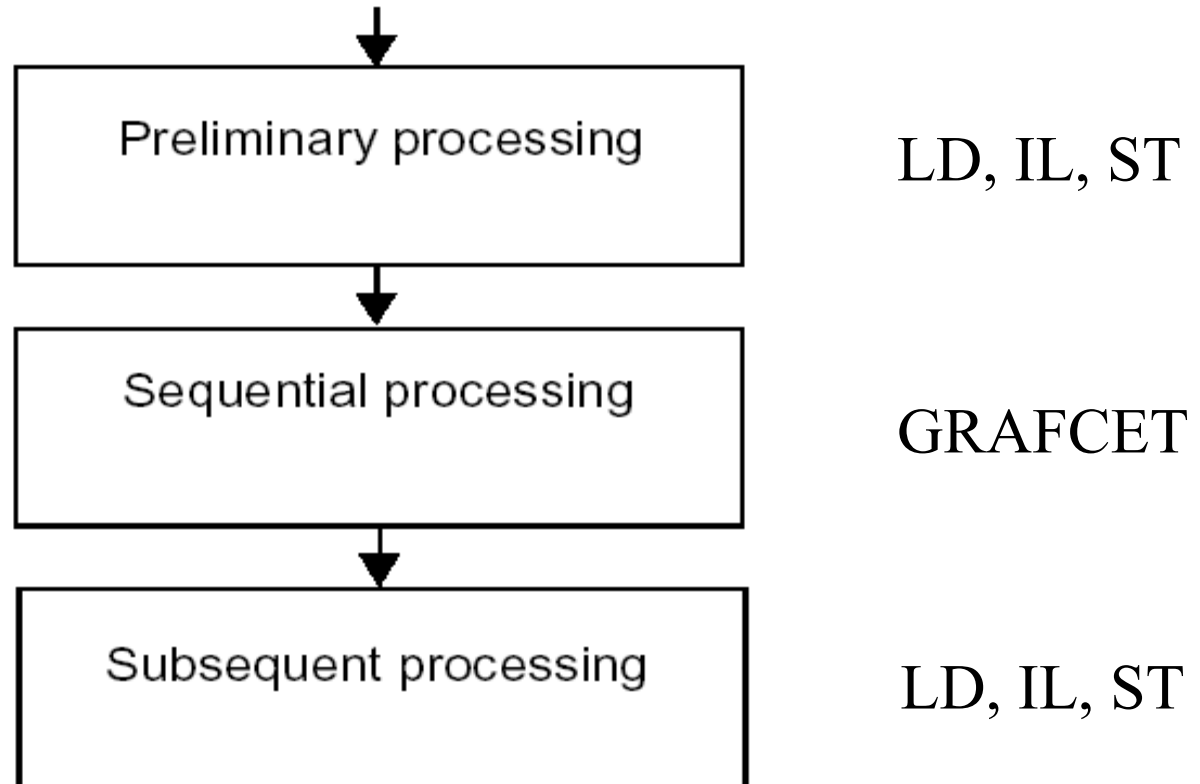 Preliminary processing
LD, IL, ST
Sequential processing
GRAFCET
Subsequent processing
LD, IL, ST